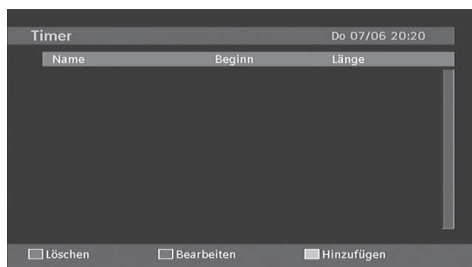 Timer Do 07/06 20:20
Name Beginn Länge
Löschen Bearbeiten Hinzufügen